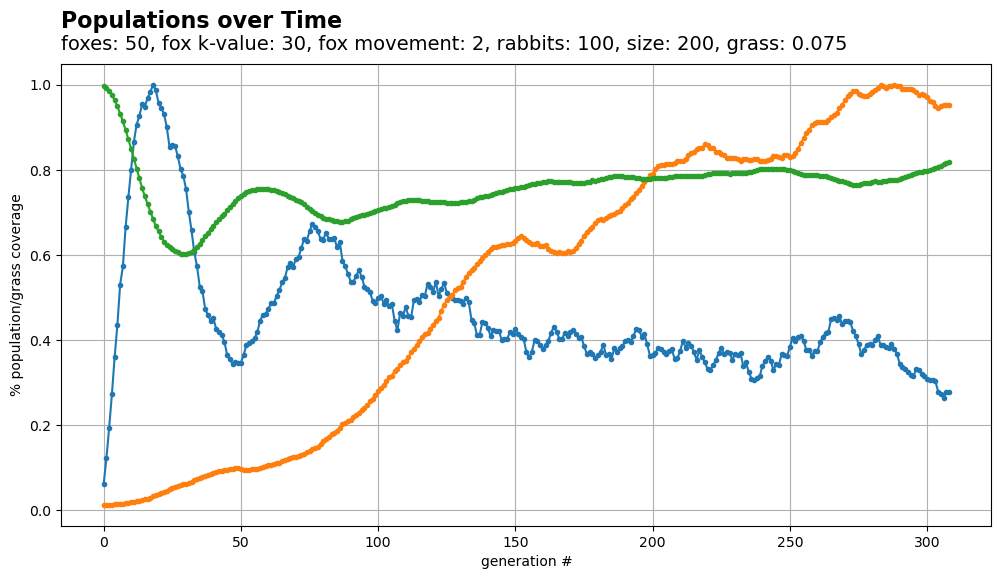 Populations over Time
foxes: 50, fox k-value: 30, fox movement: 2, rabbits: 100, size: 200, grass: 0.075
1.0
0.8
0.6
0.4
0.2
0.0
% population/grass coverage
0 50 100 150 200 250 300
generation #